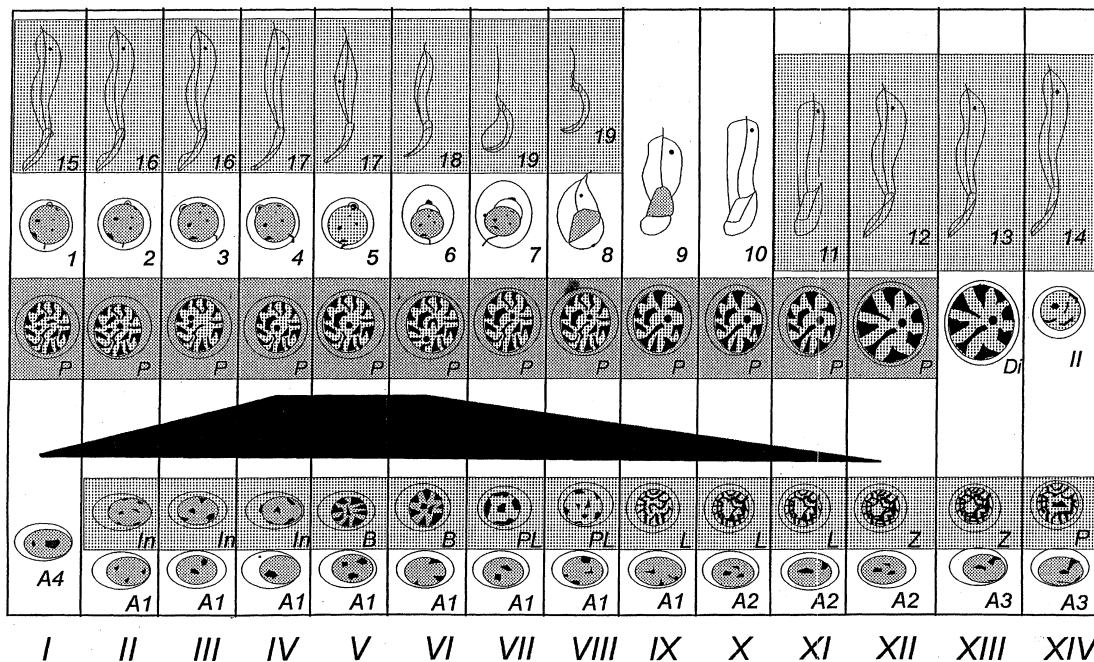 15 16 16 17 17 18 19 19
1 2 3 4 5 6 7 8 9 10 11 12 13 14
P P P P P P P P P P P P Di II
In In In B B PL PL L L L Z Z P
A4 A1 A1 A1 A1 A1 A1 A1 A1 A2 A2 A2 A3 A3
I II III IV V VI VII VIII IX X XI XII XIII XIV